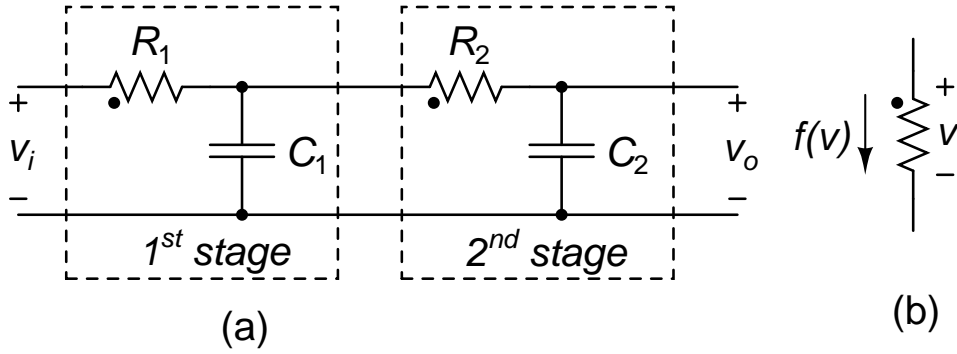 R₁
R₂
+
vᵢ
−
C₁
C₂
+
vₒ
−
1ˢᵗ stage
2ⁿᵈ stage
(a)
f(v)
+
v
−
(b)